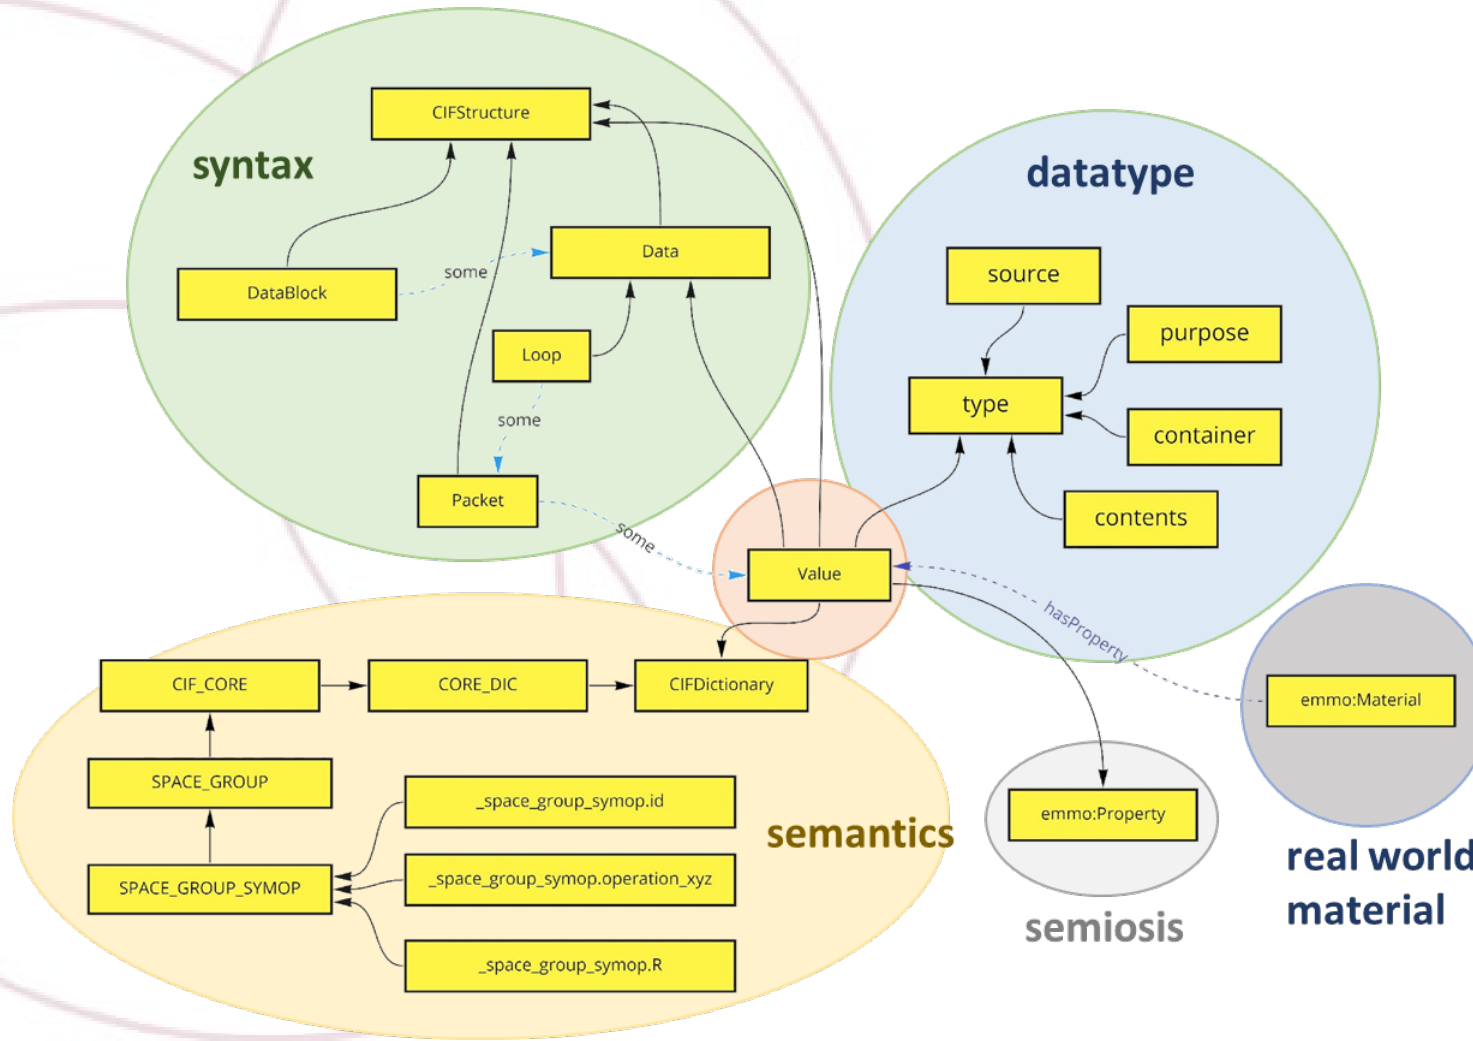 CIFStructure
syntax
datatype
Data
some
source
DataBlock
purpose
Loop
type
some
container
Packet
contents
some
Value
hasProperty
CIF_CORE
CORE_DIC
CIFDictionary
emmo:Material
SPACE_GROUP
_space_group_symop.id
emmo:Property
semantics
real world
material
_space_group_symop.operation_xyz
SPACE_GROUP_SYMOP
semiosis
_space_group_symop.R